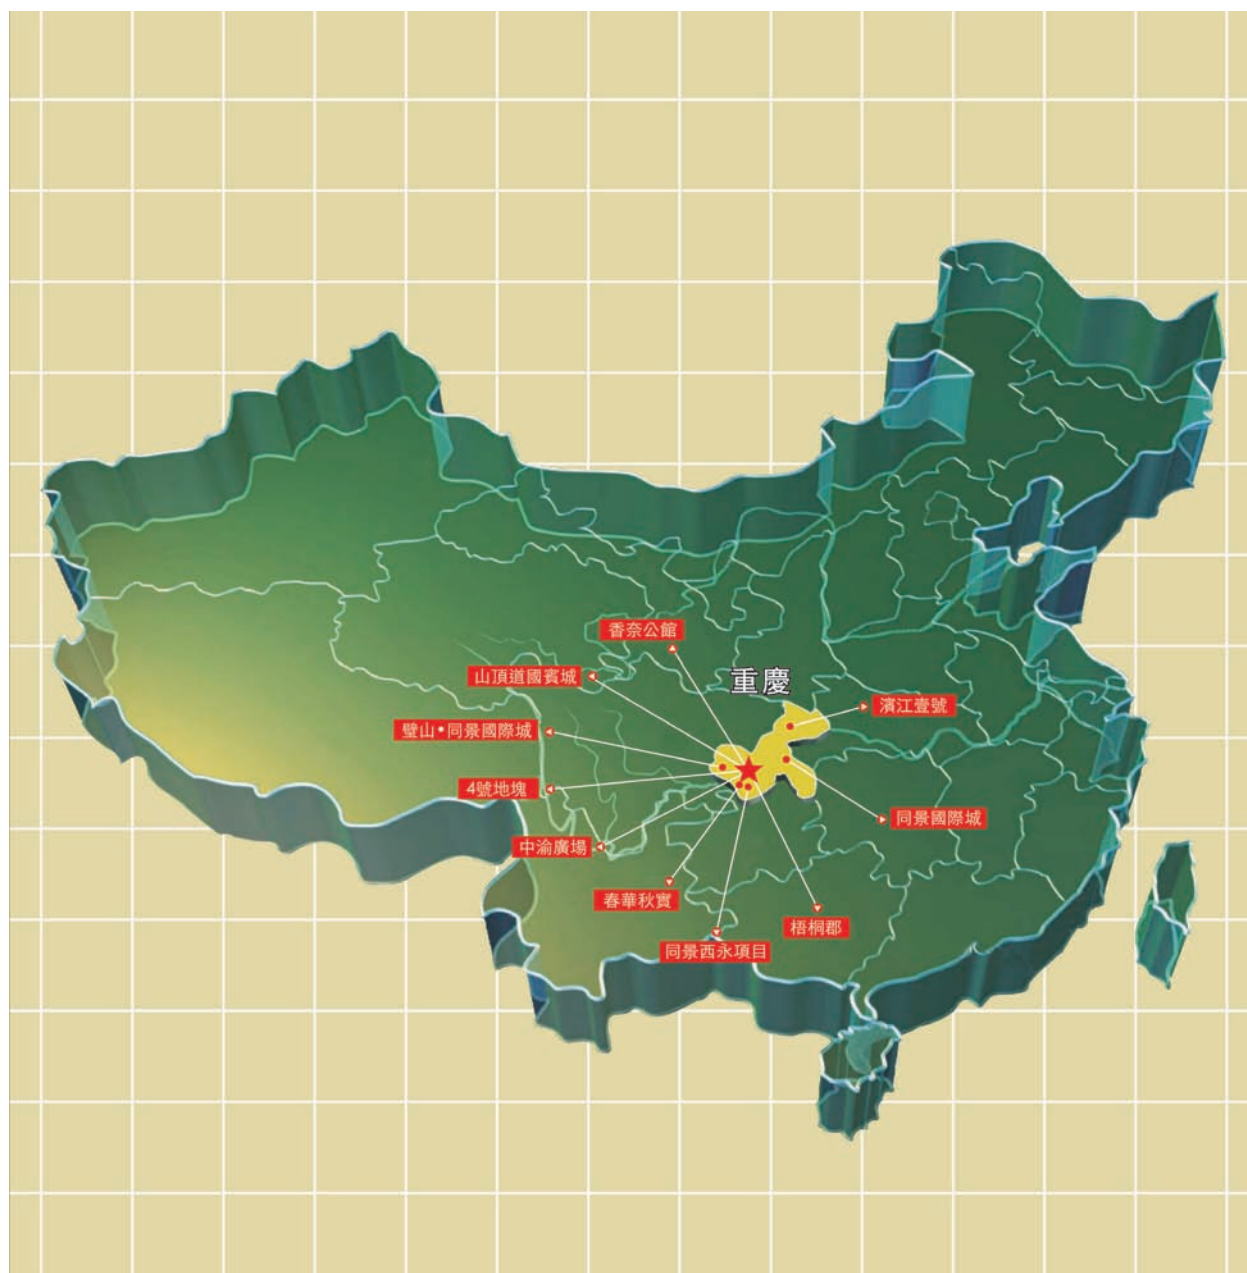 香奈公館
山頂道國賓城
重慶
濱江壹號
璧山•同景國際城
4號地塊
同景國際城
中渝廣場
春華秋實
梧桐郡
同景西永項目